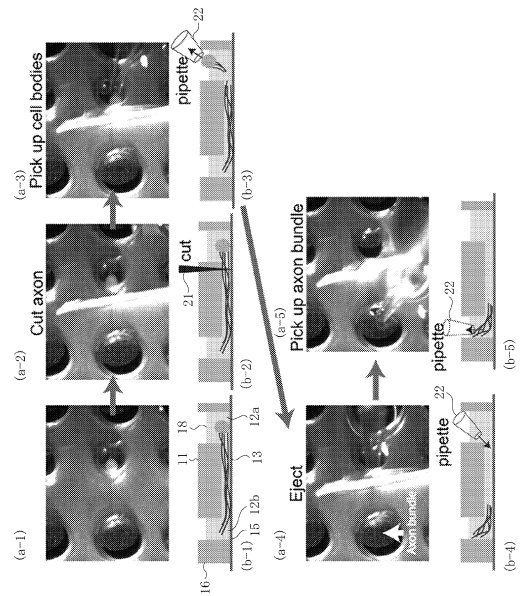 (a-1)
(a-2)
Cut axon
(a-3)
Pick up cell bodies
16
15
12b
11
13
18
12a
(b-1)
21
cut
(b-2)
pipette
22
(b-3)
(a-4)
Eject
Axon bundle
(a-5)
Pick up axon bundle
pipette
22
(b-4)
pipette
22
(b-5)